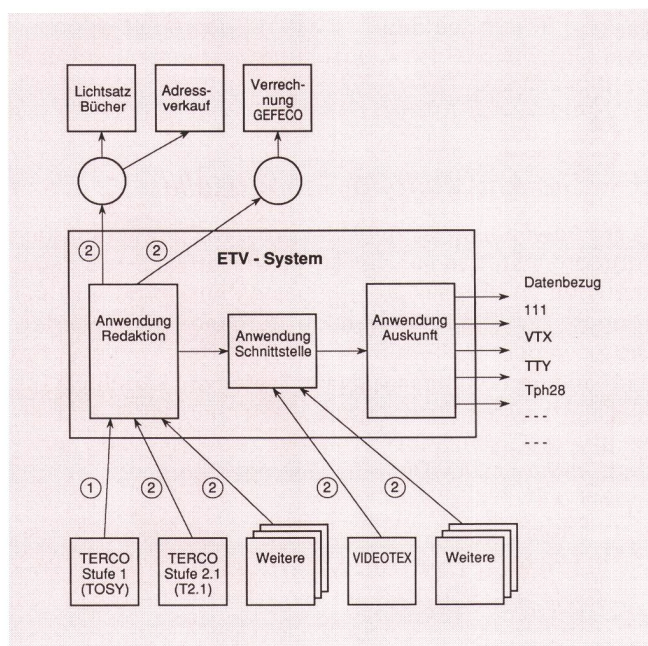 Lichtsatz
Bücher
Adress-
verkauf
Verrech-
nung
GEFECO
2
2
ETV - System
Anwendung
Redaktion
Anwendung
Schnittstelle
Anwendung
Auskunft
Datenbezug
111
VTX
TTY
Tph28
- - -
- - -
1
2
2
2
2
TERCO
Stufe 1
(TOSY)
TERCO
Stufe 2.1
(T2.1)
Weitere
VIDEOTEX
Weitere